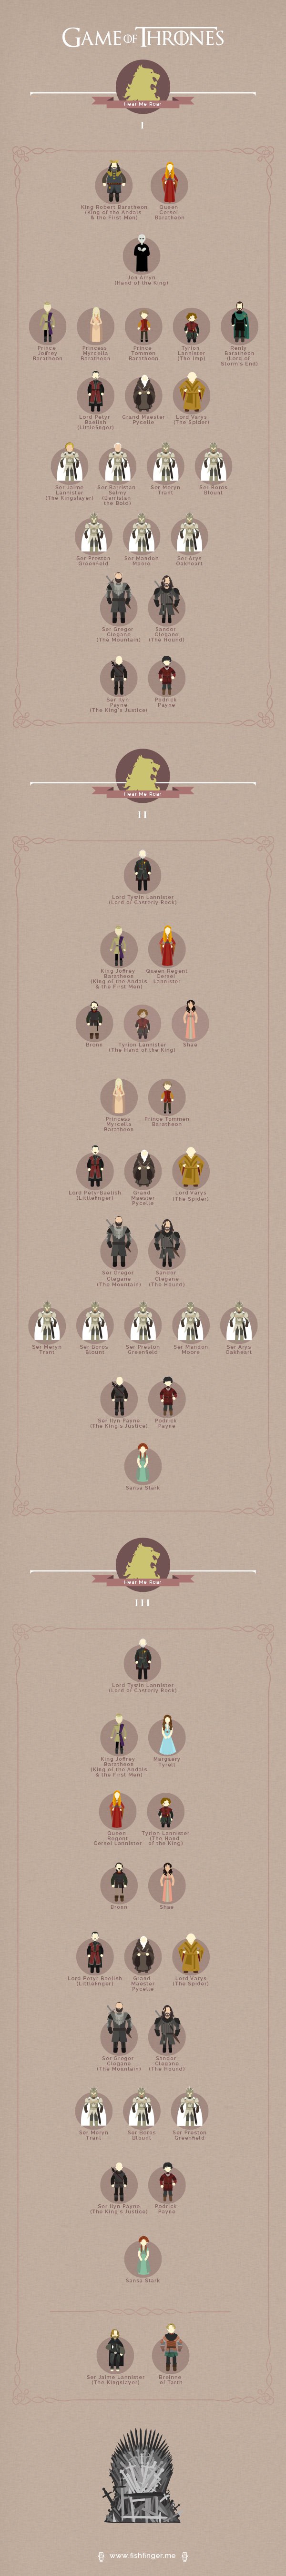 GAME OF THRONES
Hear Me Roar
I
King Robert Baratheon
(King of the Andals
& the First Men)
Queen
Cersei
Baratheon
Jon Arryn
(Hand of the King)
Prince
Joffrey
Baratheon
Princess
Myrcella
Baratheon
Prince
Tommen
Baratheon
Tyrion
Lannister
(The Imp)
Renly
Baratheon
(Lord of
Storm's End)
Lord Petyr
Baelish
(Littlefinger)
Grand Maester
Pycelle
Lord Varys
(The Spider)
Ser Jaime
Lannister
(The Kingslayer)
Ser Barristan
Selmy
(Barristan
the Bold)
Ser Meryn
Trant
Ser Boros
Blount
Ser Preston
Greenfield
Ser Mandon
Moore
Ser Arys
Oakheart
Ser Gregor
Clegane
(The Mountain)
Sandor
Clegane
(The Hound)
Ser Ilyn
Payne
(The King's Justice)
Podrick
Payne
Hear Me Roar
II
Lord Tywin Lannister
(Lord of Casterly Rock)
King Joffrey
Baratheon
(King of the Andals
& the First Men)
Queen Regent
Cersei
Lannister
Bronn
Tyrion Lannister
(The Hand of the King)
Shae
Princess
Myrcella
Baratheon
Prince Tommen
Baratheon
Lord Petyr Baelish
(Littlefinger)
Grand
Maester
Pycelle
Lord Varys
(The Spider)
Ser Gregor
Clegane
(The Mountain)
Sandor
Clegane
(The Hound)
Ser Meryn
Trant
Ser Boros
Blount
Ser Preston
Greenfield
Ser Mandon
Moore
Ser Arys
Oakheart
Ser Ilyn Payne
(The King's Justice)
Podrick
Payne
Sansa Stark
Hear Me Roar
III
Lord Tywin Lannister
(Lord of Casterly Rock)
King Joffrey
Baratheon
(King of the Andals
& the First Men)
Margaery
Tyrell
Queen
Regent
Cersei Lannister
Tyrion Lannister
(The Hand
of the King)
Bronn
Shae
Lord Petyr Baelish
(Littlefinger)
Grand
Maester
Pycelle
Lord Varys
(The Spider)
Ser Gregor
Clegane
(The Mountain)
Sandor
Clegane
(The Hound)
Ser Meryn
Trant
Ser Boros
Blount
Ser Preston
Greenfield
Ser Ilyn Payne
(The King's Justice)
Podrick
Payne
Sansa Stark
Ser Jaime Lannister
(The Kingslayer)
Brienne
of Tarth
www.fishfinger.me